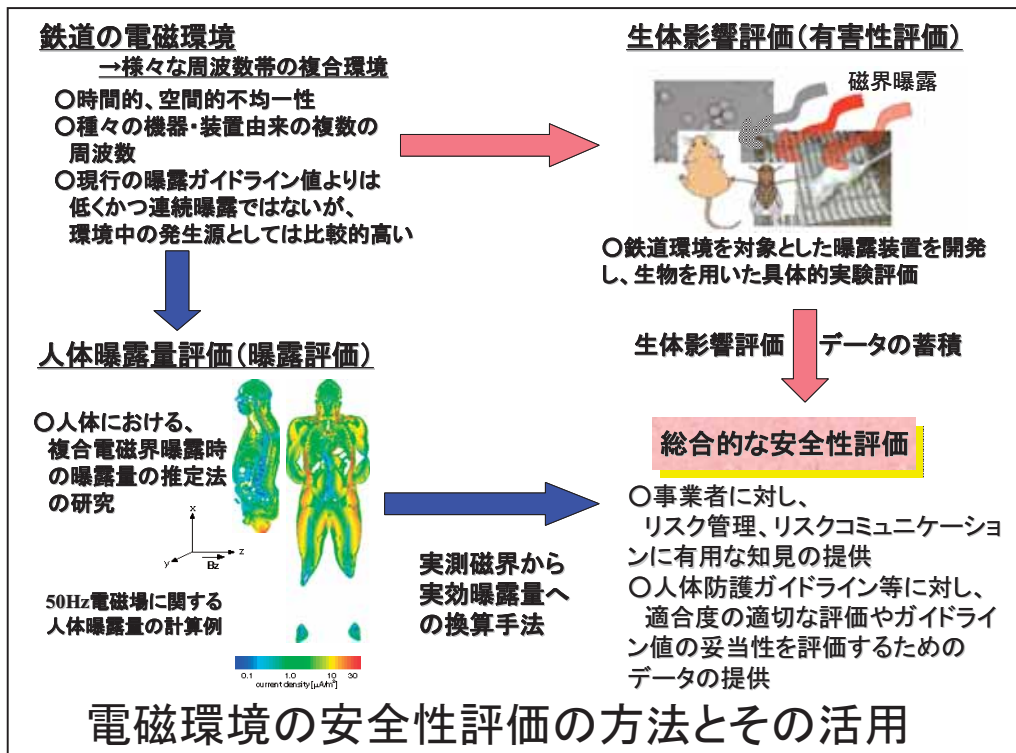 鉄道の電磁環境
→様々な周波数帯の複合環境
○時間的、空間的不均一性
○種々の機器・装置由来の複数の
周波数
○現行の曝露ガイドライン値よりは
低くかつ連続曝露ではないが、
環境中の発生源としては比較的高い
生体影響評価（有害性評価）
磁界曝露
○鉄道環境を対象とした曝露装置を開発
し、生物を用いた具体的実験評価
生体影響評価 データの蓄積
人体曝露量評価（曝露評価）
○人体における、
複合電磁界曝露時
の曝露量の推定法
の研究
x
y
z
Bz
50Hz電磁場に関する
人体曝露量の計算例
0.1 1.0 10 30
current density [μA/m²]
実測磁界から
実効曝露量へ
の換算手法
総合的な安全性評価
○事業者に対し、
リスク管理、リスクコミュニケーショ
ンに有用な知見の提供
○人体防護ガイドライン等に対し、
適合度の適切な評価やガイドライ
ン値の妥当性を評価するための
データの提供
電磁環境の安全性評価の方法とその活用